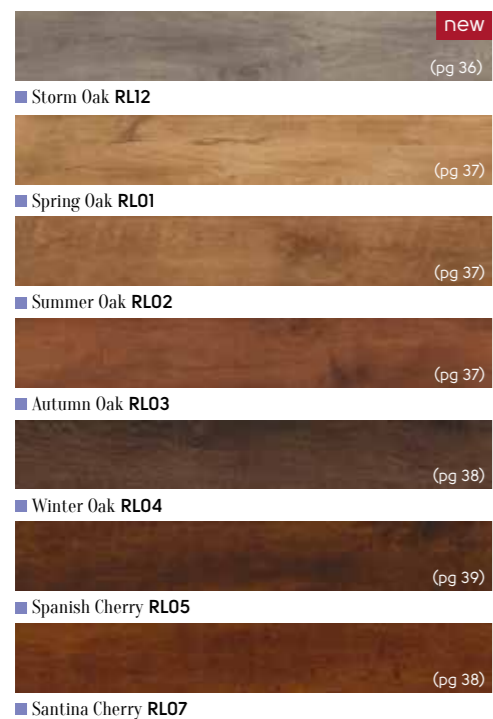 new
(pg 36)
Storm Oak RL12
(pg 37)
Spring Oak RL01
(pg 37)
Summer Oak RL02
(pg 37)
Autumn Oak RL03
(pg 38)
Winter Oak RL04
(pg 39)
Spanish Cherry RL05
(pg 38)
Santina Cherry RL07